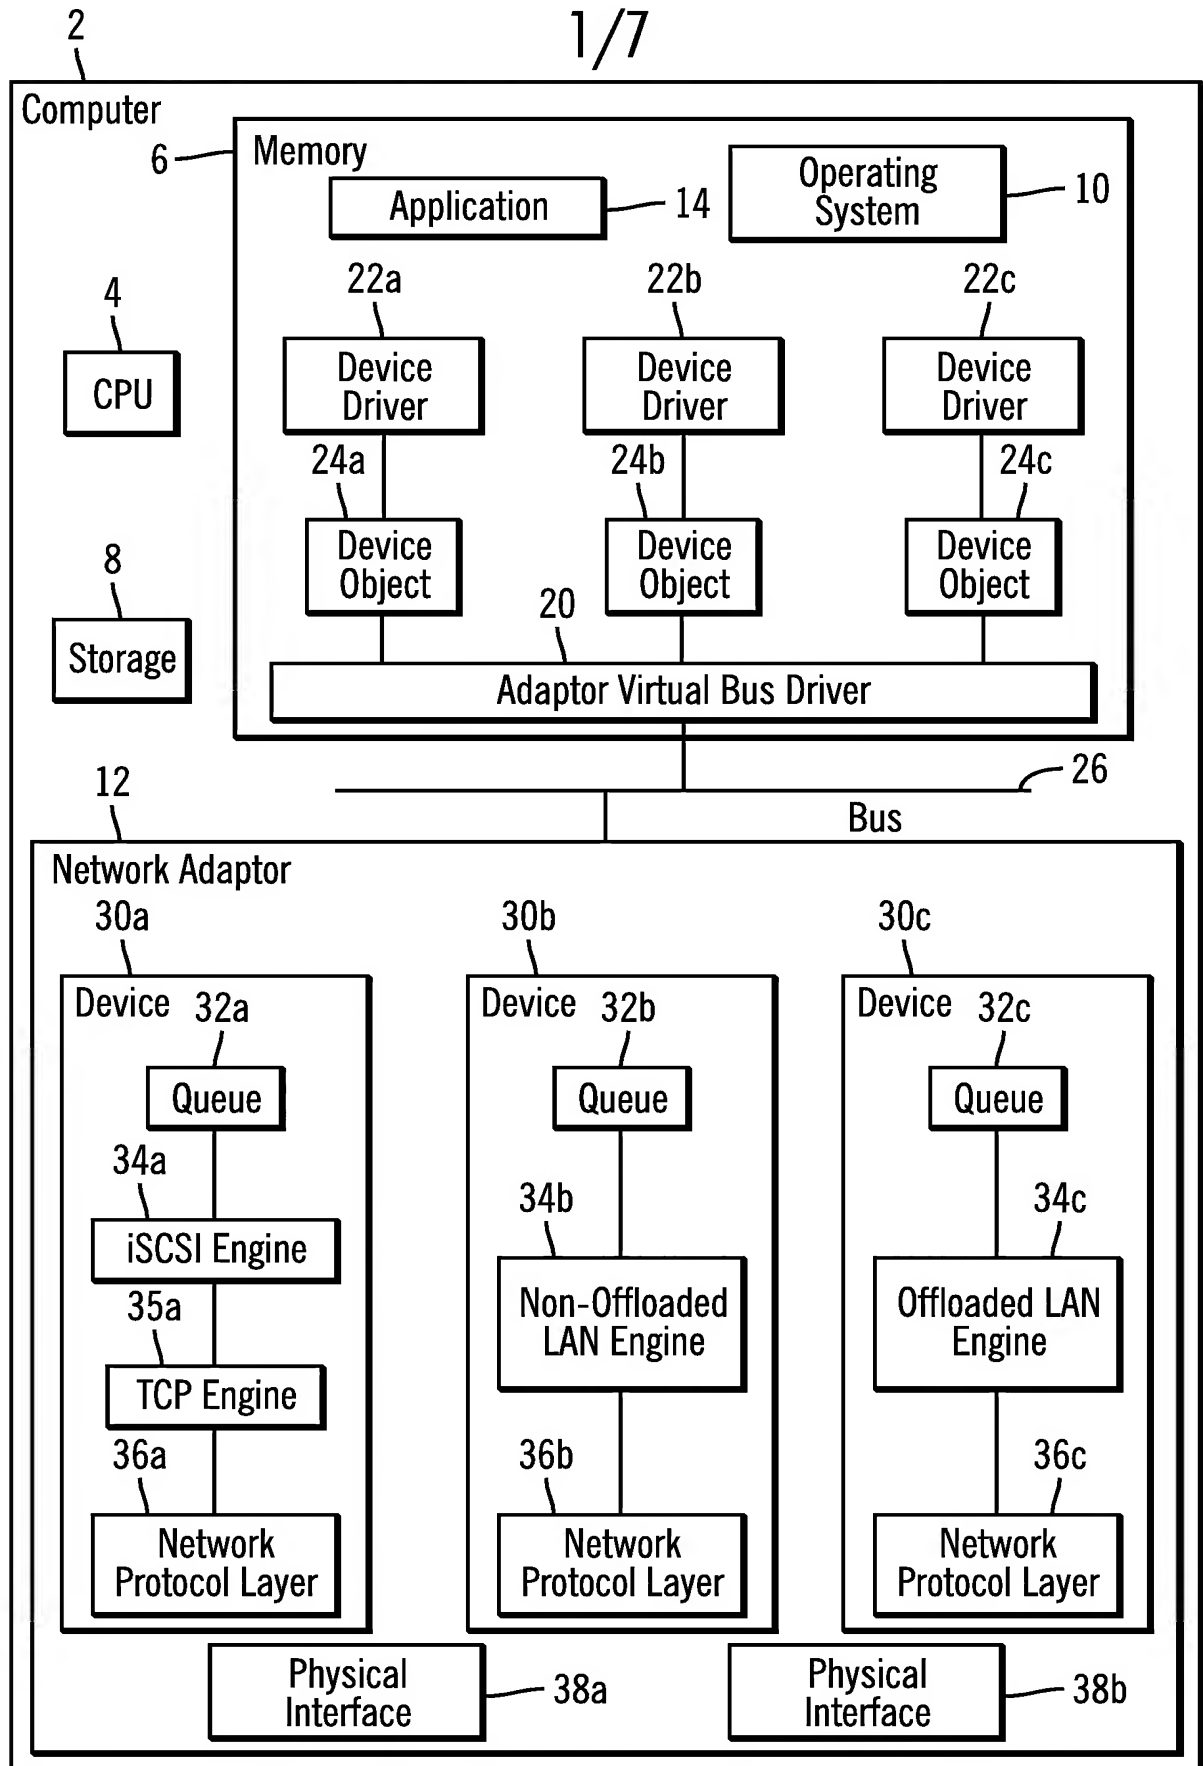 1/7
2
Computer
6
Memory
Application
14
Operating
System
10
4
CPU
22a
22b
22c
Device
Driver
Device
Driver
Device
Driver
24a
24b
24c
Device
Object
Device
Object
Device
Object
8
Storage
20
Adaptor Virtual Bus Driver
26
Bus
12
Network Adaptor
30a
30b
30c
Device
32a
Queue
34a
iSCSI Engine
35a
TCP Engine
36a
Network
Protocol Layer
Device
32b
Queue
34b
Non-Offloaded
LAN Engine
36b
Network
Protocol Layer
Device
32c
Queue
34c
Offloaded LAN
Engine
36c
Network
Protocol Layer
Physical
Interface
38a
Physical
Interface
38b